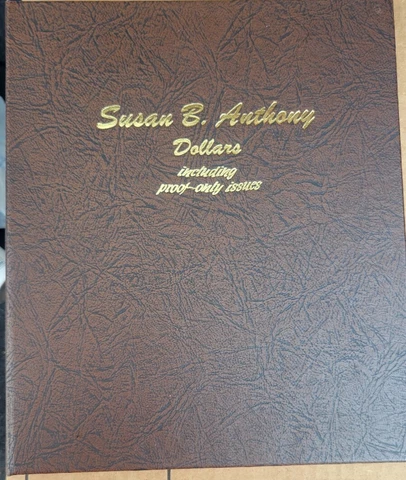 Susan B. Anthony
Dollars
including
proof-only issues